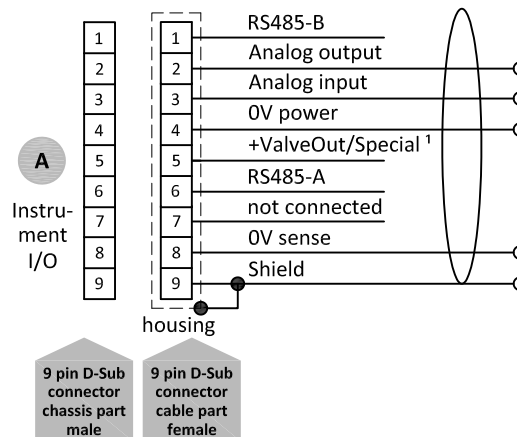 1 1 RS485-B
2 2 Analog output
3 3 Analog input
4 4 0V power
5 5 +ValveOut/Special ¹
6 6 RS485-A
7 7 not connected
8 8 0V sense
9 9 Shield
A
Instru-
ment
I/O
housing
9 pin D-Sub
connector
chassis part
male
9 pin D-Sub
connector
cable part
female